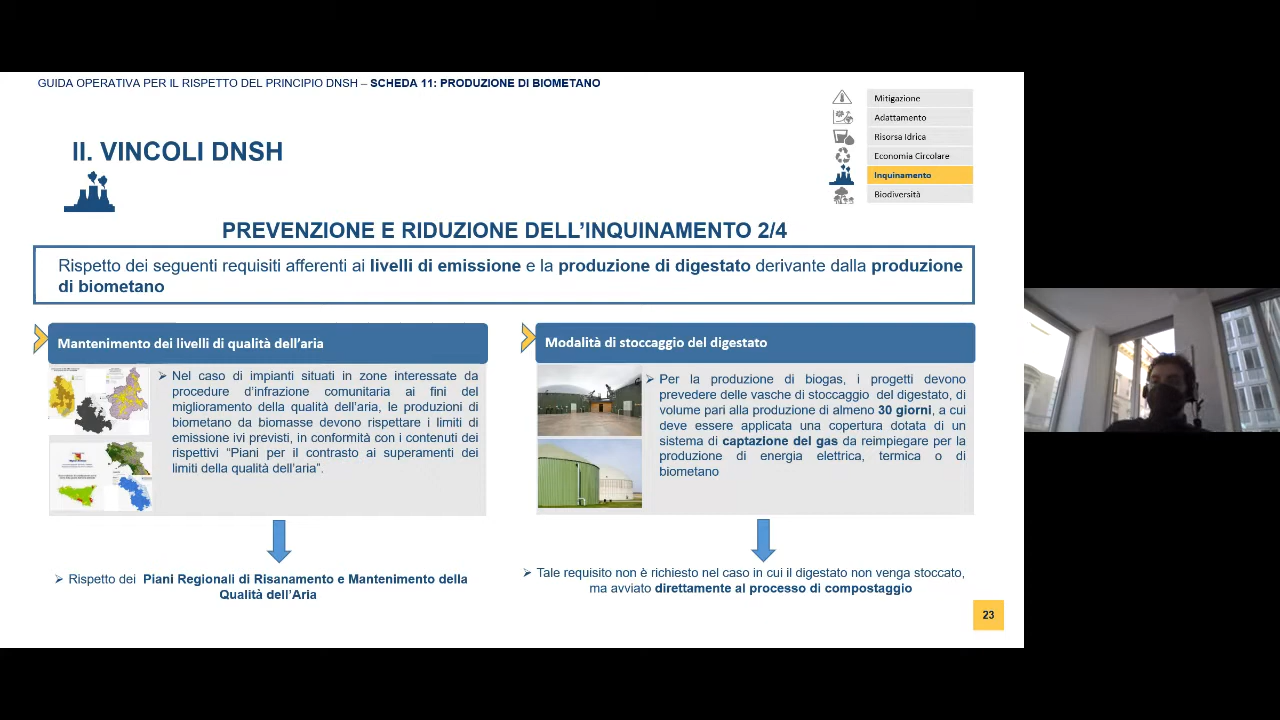 GUIDA OPERATIVA PER IL RISPETTO DEL PRINCIPIO DNSH – SCHEDA 11: PRODUZIONE DI BIOMETANO
Mitigazione
Adattamento
Risorsa Idrica
Economia Circolare
Inquinamento
Biodiversità
II. VINCOLI DNSH
PREVENZIONE E RIDUZIONE DELL'INQUINAMENTO 2/4
Rispetto dei seguenti requisiti afferenti ai livelli di emissione e la produzione di digestato derivante dalla produzione
di biometano
Mantenimento dei livelli di qualità dell'aria
➢ Nel caso di impianti situati in zone interessate da
procedure d'infrazione comunitaria ai fini del
miglioramento della qualità dell'aria, le produzioni di
biometano da biomasse devono rispettare i limiti di
emissione ivi previsti, in conformità con i contenuti dei
rispettivi "Piani per il contrasto ai superamenti dei
limiti della qualità dell'aria".
➢ Rispetto dei Piani Regionali di Risanamento e Mantenimento della
Qualità dell'Aria
Modalità di stoccaggio del digestato
➢ Per la produzione di biogas, i progetti devono
prevedere delle vasche di stoccaggio del digestato, di
volume pari alla produzione di almeno 30 giorni, a cui
deve essere applicata una copertura dotata di un
sistema di captazione del gas da reimpiegare per la
produzione di energia elettrica, termica o di
biometano
➢ Tale requisito non è richiesto nel caso in cui il digestato non venga stoccato,
ma avviato direttamente al processo di compostaggio
23